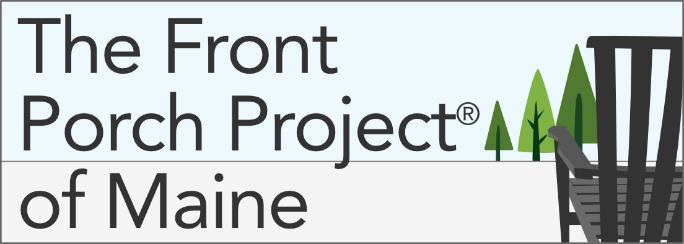 The Front
Porch Project®
of Maine